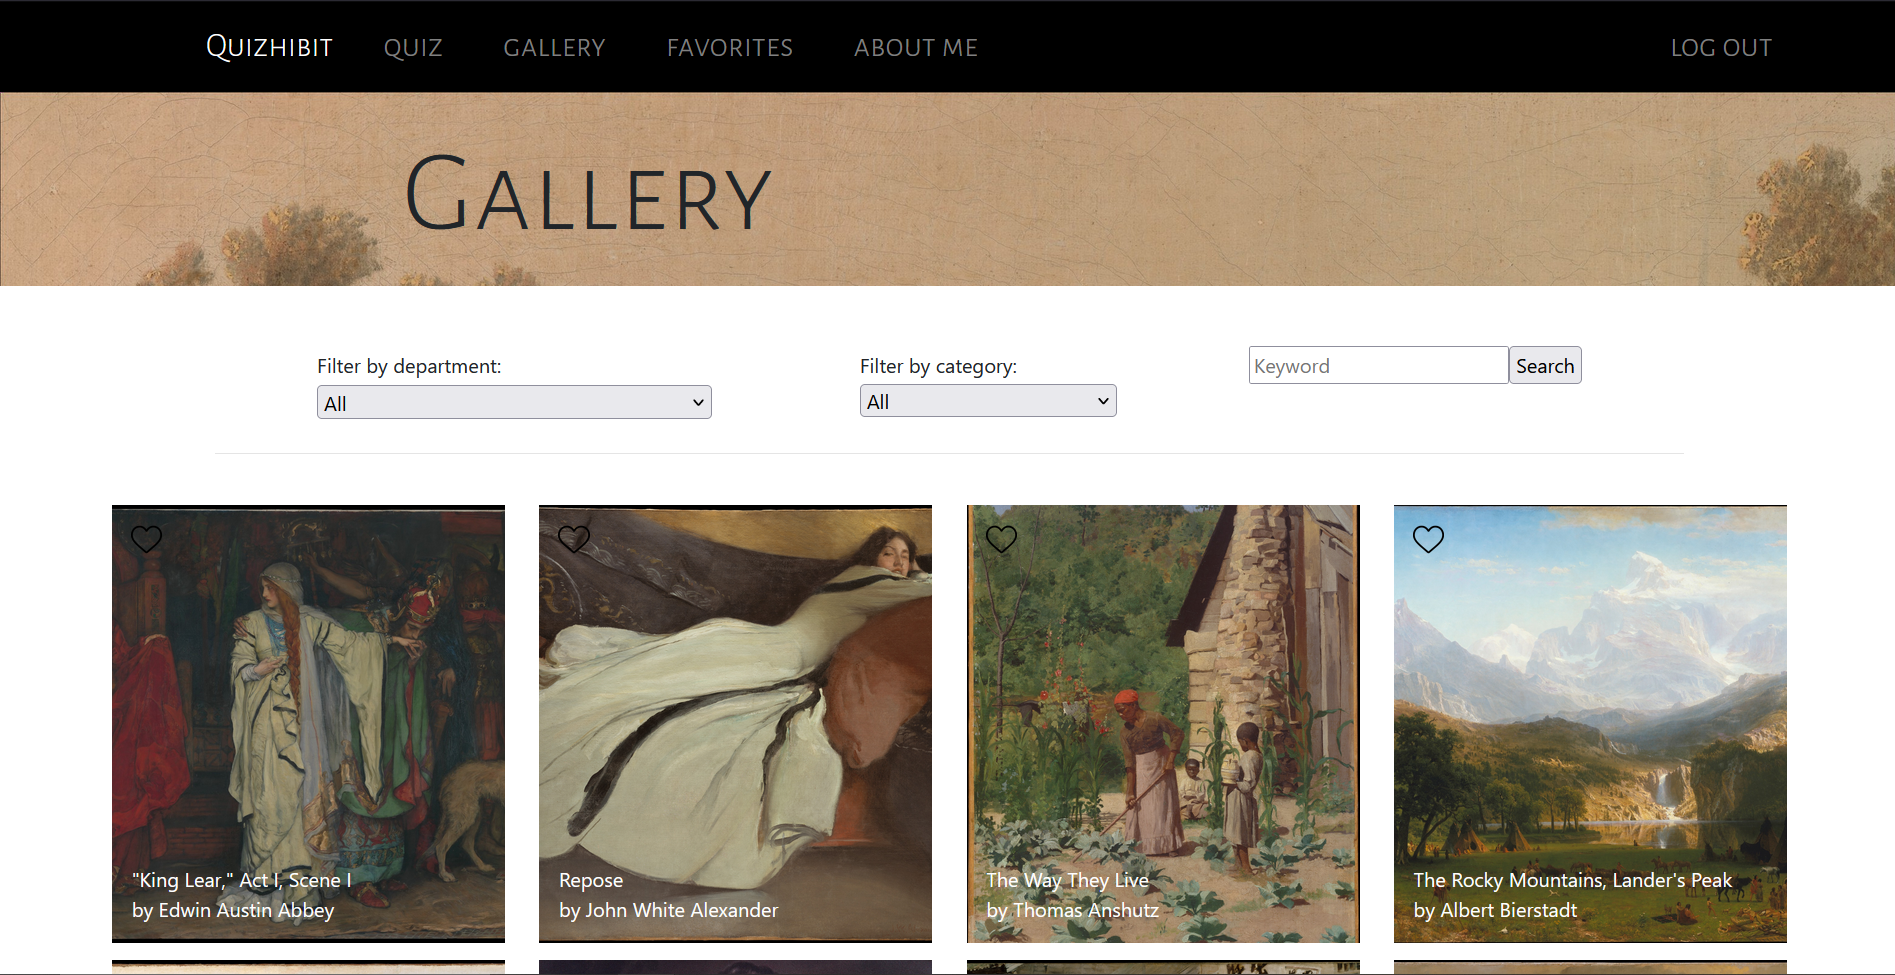 Quizhibit QUIZ GALLERY FAVORITES ABOUT ME LOG OUT
Gallery
Filter by department:
All
Filter by category:
All
Keyword Search
"King Lear," Act I, Scene I
by Edwin Austin Abbey
Repose
by John White Alexander
The Way They Live
by Thomas Anshutz
The Rocky Mountains, Lander's Peak
by Albert Bierstadt